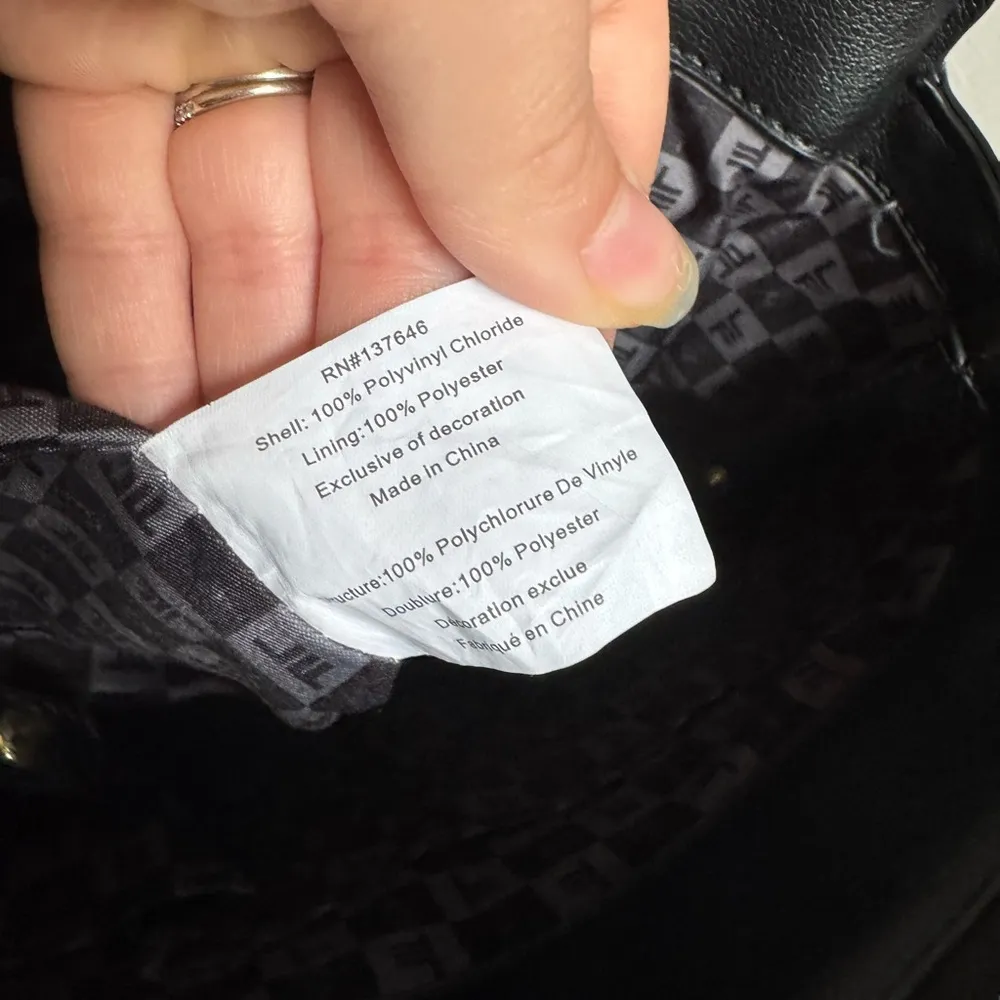 RN#137646
Shell: 100% Polyvinyl Chloride
Lining:100% Polyester
Exclusive of decoration
Made in China
ucture:100% Polychlorure De Vinyle
Doublure:100% Polyester
Décoration exclue
Fabriqué en Chine